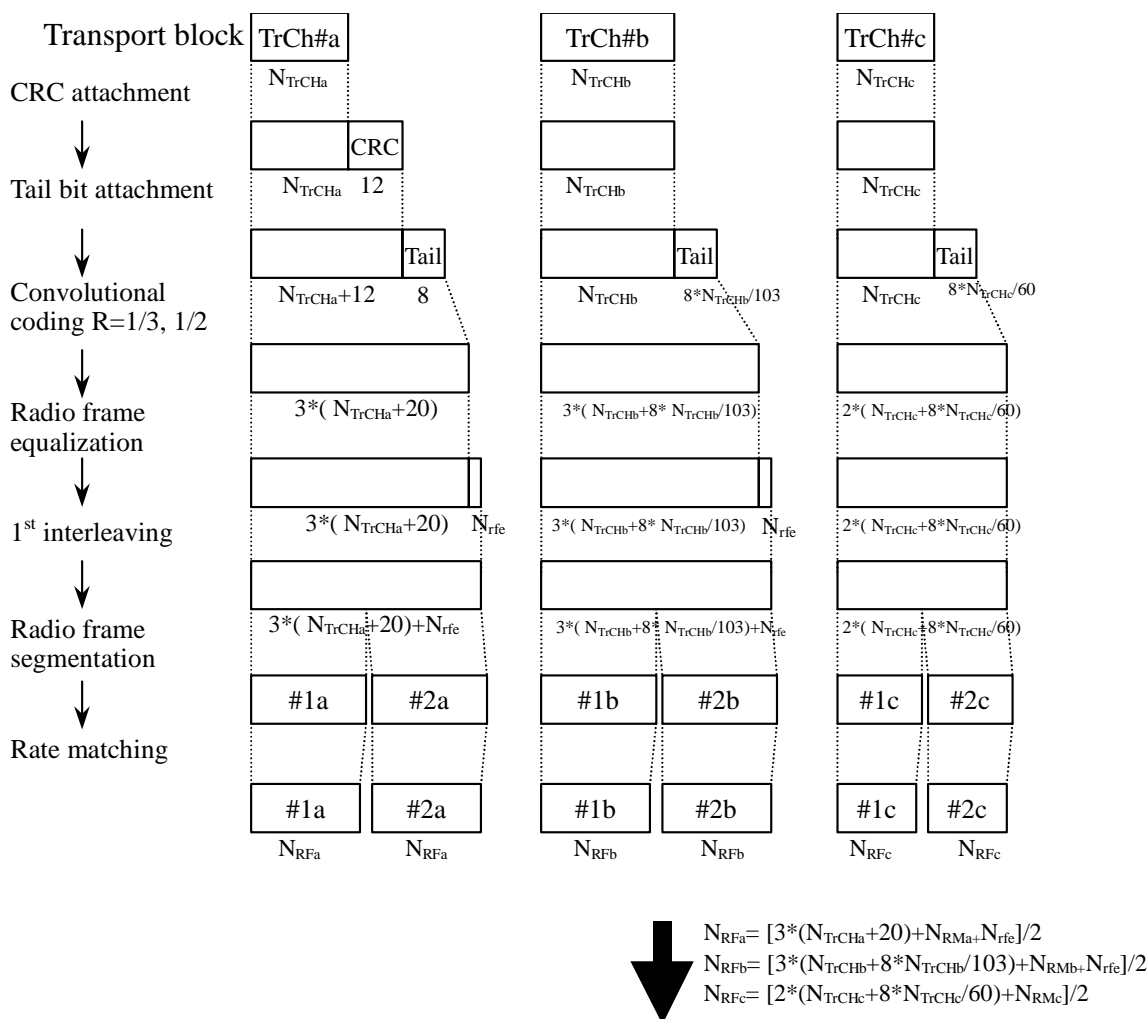 Transport block TrCh#a TrCh#b TrCh#c
N_TrCHa N_TrCHb N_TrCHc
CRC attachment
CRC
N_TrCHa 12 N_TrCHb N_TrCHc
Tail bit attachment
Tail Tail Tail
N_TrCHa+12 8 N_TrCHb 8*N_TrCHb/103 N_TrCHc 8*N_TrCHc/60
Convolutional
coding R=1/3, 1/2
3*( N_TrCHa+20) 3*( N_TrCHb+8* N_TrCHb/103) 2*( N_TrCHc+8*N_TrCHc/60)
Radio frame
equalization
3*( N_TrCHa+20) N_rfe 3*( N_TrCHb+8* N_TrCHb/103) N_rfe 2*( N_TrCHc+8*N_TrCHc/60)
1st interleaving
3*( N_TrCHa+20)+N_rfe 3*( N_TrCHb+8* N_TrCHb/103)+N_rfe 2*( N_TrCHc+8*N_TrCHc/60)
Radio frame
segmentation
#1a #2a #1b #2b #1c #2c
Rate matching
#1a #2a #1b #2b #1c #2c
N_RFa N_RFa N_RFb N_RFb N_RFc N_RFc
N_RFa= [3*(N_TrCHa+20)+N_RMa+N_rfe]/2
N_RFb= [3*(N_TrCHb+8*N_TrCHb/103)+N_RMb+N_rfe]/2
N_RFc= [2*(N_TrCHc+8*N_TrCHc/60)+N_RMc]/2